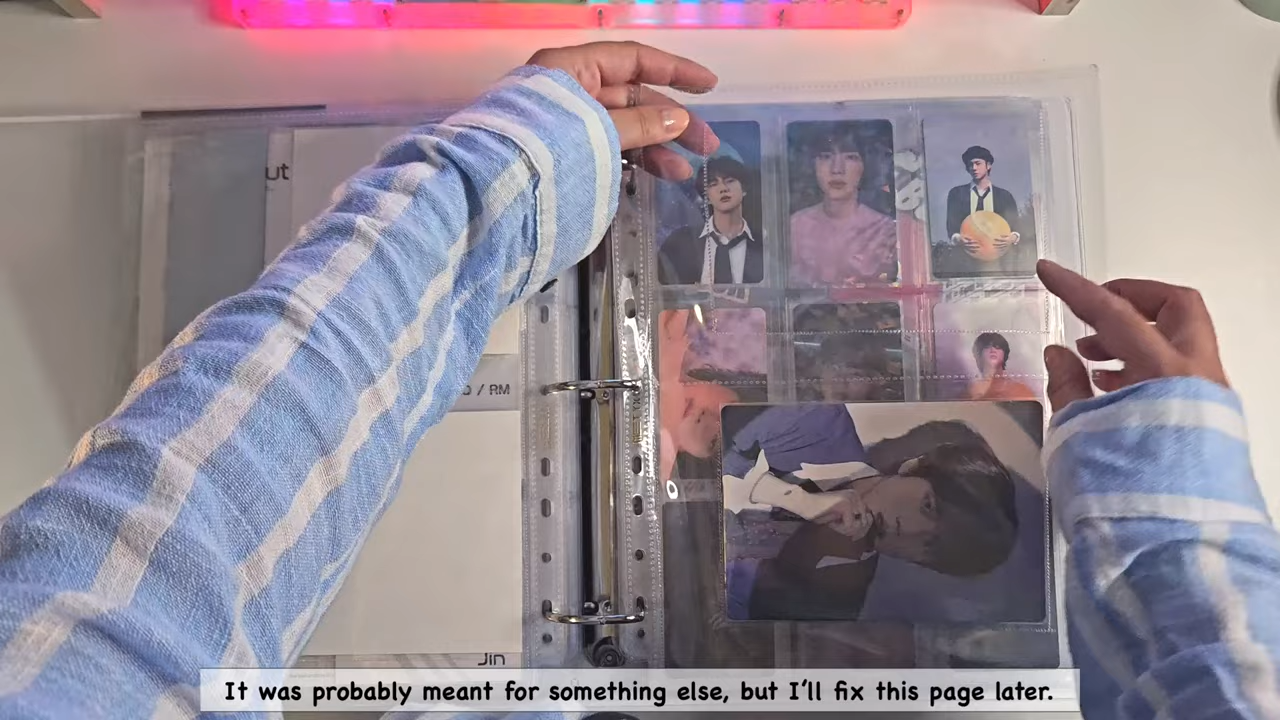 ut
/ RM
Jin
It was probably meant for something else, but I'll fix this page later.